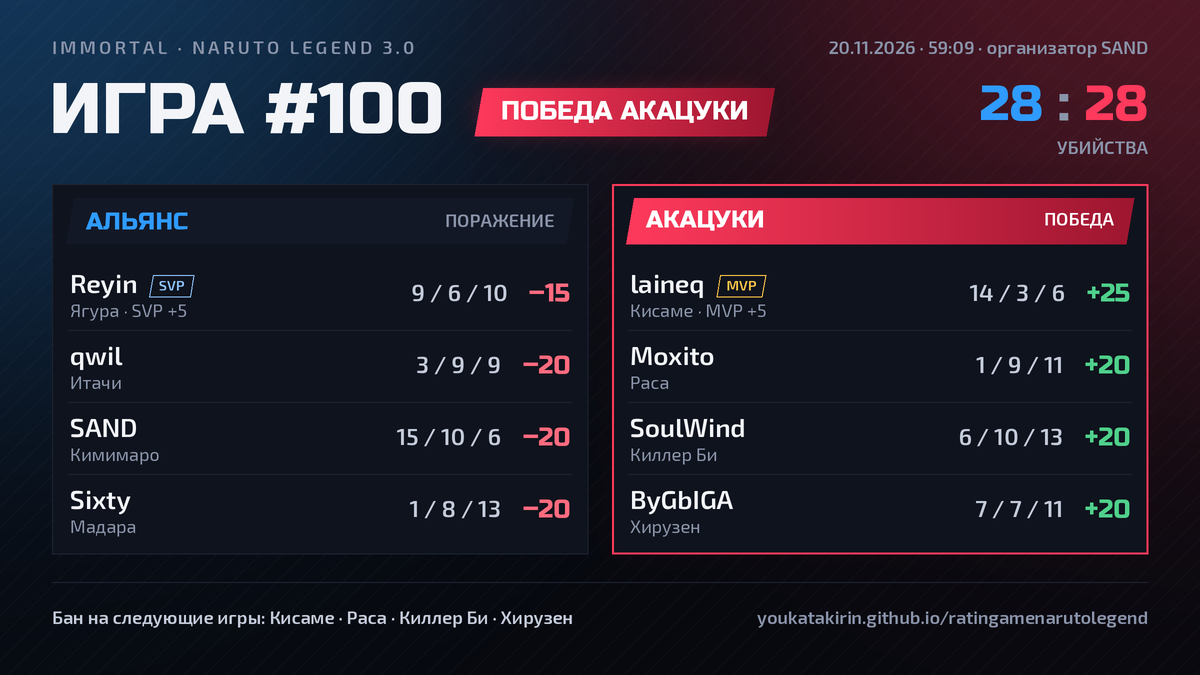 IMMORTAL · NARUTO LEGEND 3.0
20.11.2026 · 59:09 · организатор SAND
ИГРА #100
ПОБЕДА АКАЦУКИ
28 : 28
УБИЙСТВА
АЛЬЯНС ПОРАЖЕНИЕ
Reyin SVP 9 / 6 / 10 −15
Ягура · SVP +5
qwil 3 / 9 / 9 −20
Итачи
SAND 15 / 10 / 6 −20
Кимимаро
Sixty 1 / 8 / 13 −20
Мадара
АКАЦУКИ ПОБЕДА
laineq MVP 14 / 3 / 6 +25
Кисаме · MVP +5
Moxito 1 / 9 / 11 +20
Раса
SoulWind 6 / 10 / 13 +20
Киллер Би
ByGbIGA 7 / 7 / 11 +20
Хирузен
Бан на следующие игры: Кисаме · Раса · Киллер Би · Хирузен
youkatakirin.github.io/ratingamenarutolegend